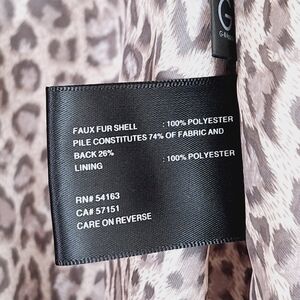 G
FAUX FUR SHELL : 100% POLYESTER
PILE CONSTITUTES 74% OF FABRIC AND
BACK 26%
LINING : 100% POLYESTER
RN# 54163
CA# 57151
CARE ON REVERSE